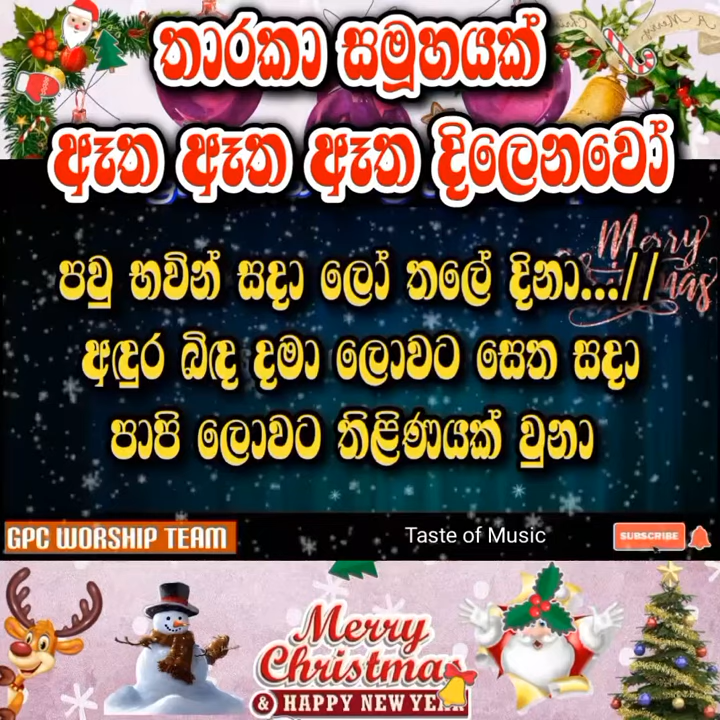 තාරකා සමූහයක්
ඈත ඈත ඈත දිලෙනවෝ
Merry
පවු භවින් සදා ලෝ තලේ දිනා...//
අඳුර බිඳ දමා ලොවට සෙත සදා
පාපි ලොවට තිළිණයක් වුනා
GPC WORSHIP TEAM
Taste of Music
SUBSCRIBE
Merry
Christmas
& HAPPY NEW YEAR